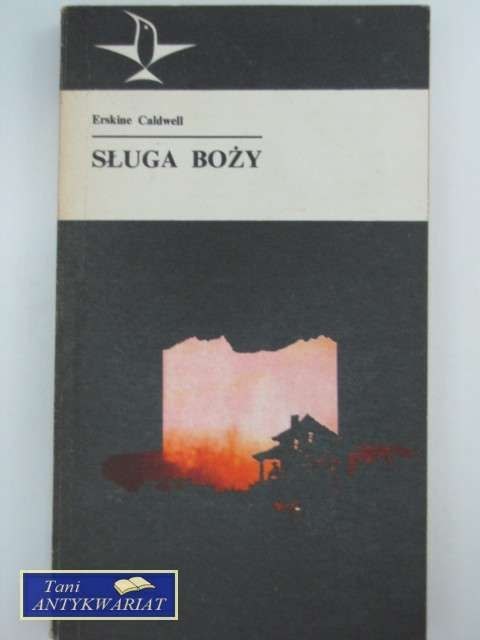 Erskine Caldwell
SŁUGA BOŻY
Tani
ANTYKWARIAT